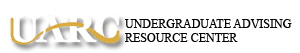 UARC UNDERGRADUATE ADVISING
RESOURCE CENTER